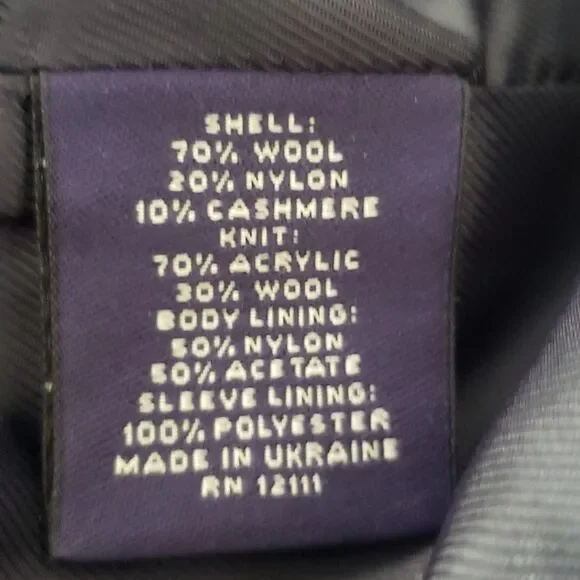 SHELL:
70% WOOL
20% NYLON
10% CASHMERE
KNIT:
70% ACRYLIC
30% WOOL
BODY LINING:
50% NYLON
50% ACETATE
SLEEVE LINING:
100% POLYESTER
MADE IN UKRAINE
RN 12111